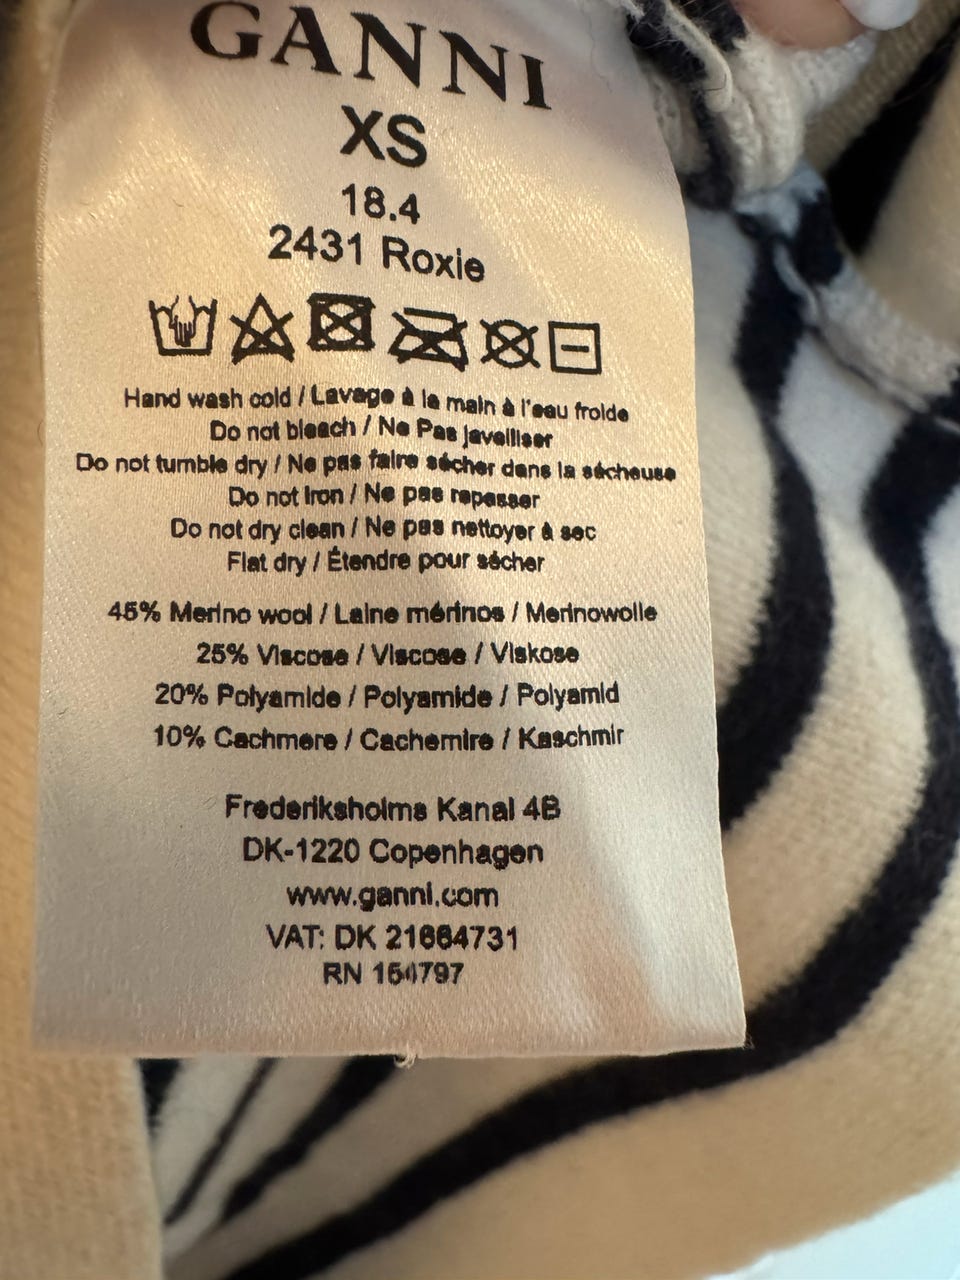 GANNI
XS
18.4
2431 Roxie
Hand wash cold / Lavage à la main à l'eau froide
Do not bleach / Ne Pas javelliser
Do not tumble dry / Ne pas faire sécher dans la sécheuse
Do not Iron / Ne pas repasser
Do not dry clean / Ne pas nettoyer à sec
Flat dry / Étendre pour sécher
45% Merino wool / Laine mérinos / Merinowolle
25% Viscose / Viscose / Viskose
20% Polyamide / Polyamide / Polyamid
10% Cachmere / Cachemire / Kaschmir
Frederiksholms Kanal 4B
DK-1220 Copenhagen
www.ganni.com
VAT: DK 21664731
RN